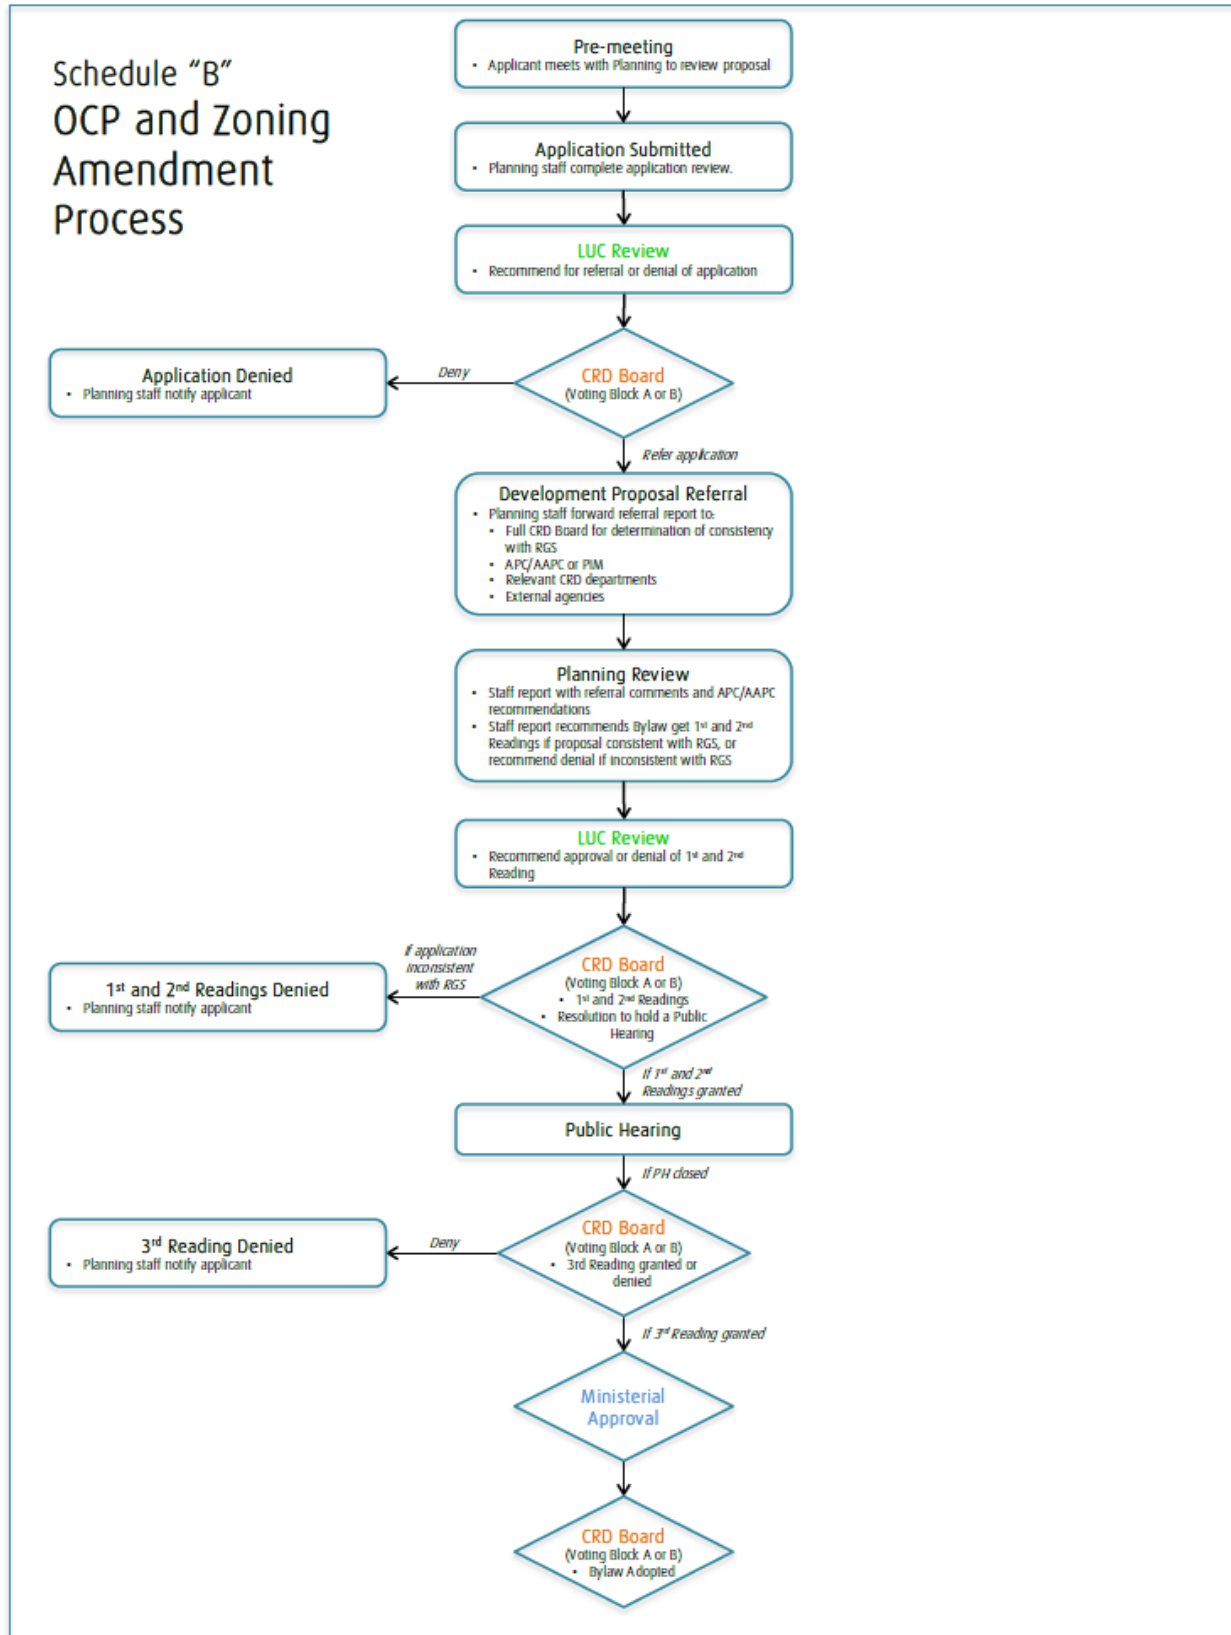 Schedule "B"
OCP and Zoning
Amendment
Process
Pre-meeting
▪ Applicant meets with Planning to review proposal
Application Submitted
▪ Planning staff complete application review.
LUC Review
▪ Recommend for referral or denial of application
CRD Board
(Voting Block A or B)
Deny
Application Denied
▪ Planning staff notify applicant
Refer application
Development Proposal Referral
▪ Planning staff forward referral report to:
▪ Full CRD Board for determination of consistency
with RGS
▪ APC/AAPC or PIM
▪ Relevant CRD departments
▪ External agencies
Planning Review
▪ Staff report with referral comments and APC/AAPC
recommendations
▪ Staff report recommends Bylaw get 1st and 2nd
Readings if proposal consistent with RGS, or
recommend denial if inconsistent with RGS
LUC Review
▪ Recommend approval or denial of 1st and 2nd
Reading
CRD Board
(Voting Block A or B)
▪ 1st and 2nd Readings
▪ Resolution to hold a Public
Hearing
If application
inconsistent
with RGS
1st and 2nd Readings Denied
▪ Planning staff notify applicant
If 1st and 2nd
Readings granted
Public Hearing
If PH closed
CRD Board
(Voting Block A or B)
▪ 3rd Reading granted or
denied
Deny
3rd Reading Denied
▪ Planning staff notify applicant
If 3rd Reading granted
Ministerial
Approval
CRD Board
(Voting Block A or B)
▪ Bylaw Adopted